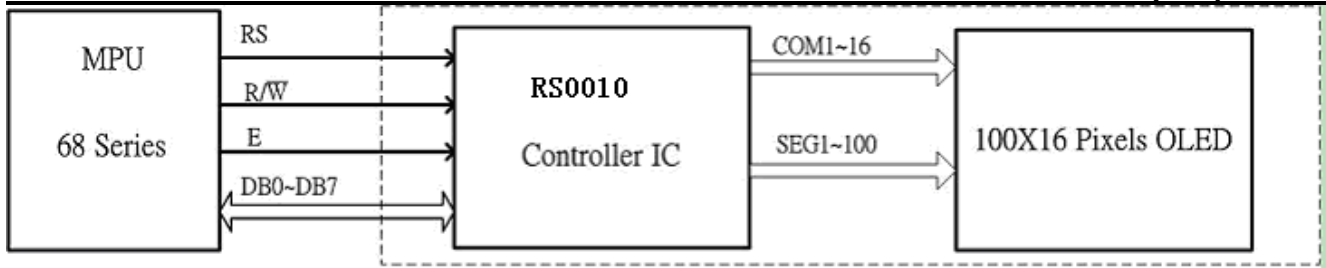 MPU
68 Series
RS
R/W̅
E
DB0~DB7
RS0010
Controller IC
COM1~16
SEG1~100
100X16 Pixels OLED